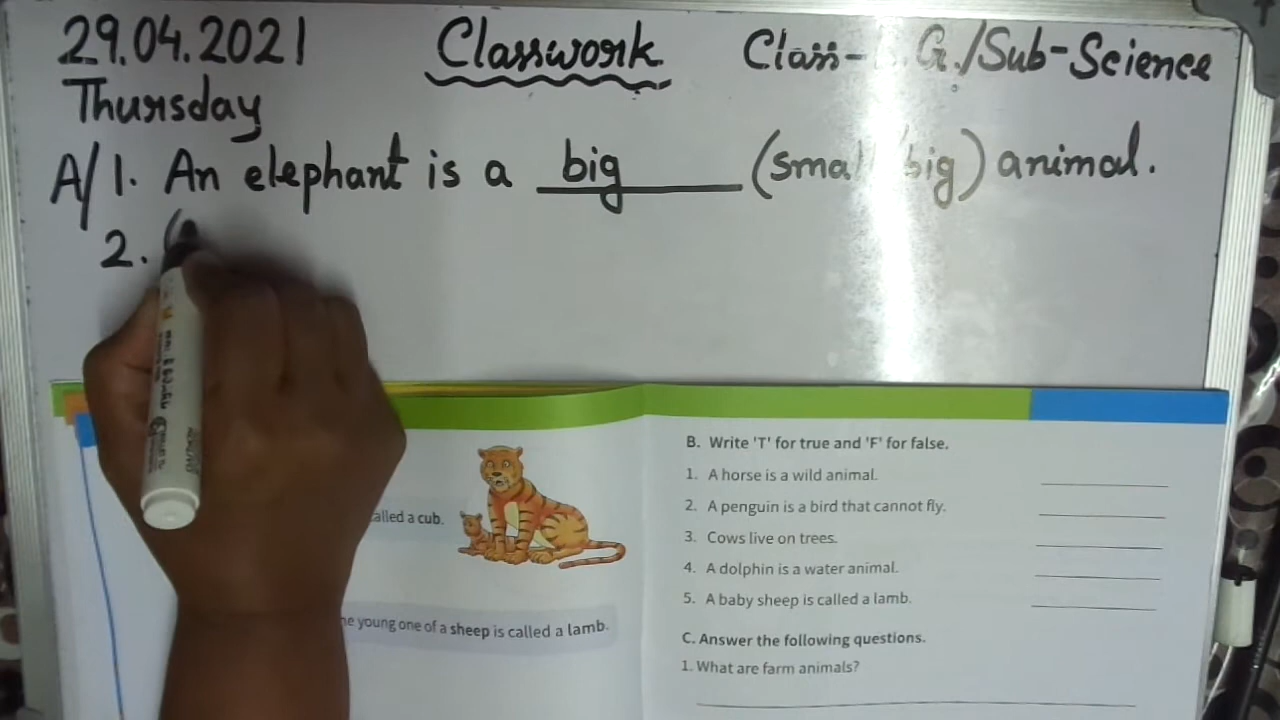 29.04.2021 Classwork Class- .G./Sub-Science
Thursday
A/ 1. An elephant is a big (small/big) animal.
2.
called a cub.
the young one of a sheep is called a lamb.
B. Write 'T' for true and 'F' for false.
1. A horse is a wild animal.
2. A penguin is a bird that cannot fly.
3. Cows live on trees.
4. A dolphin is a water animal.
5. A baby sheep is called a lamb.
C. Answer the following questions.
1. What are farm animals?